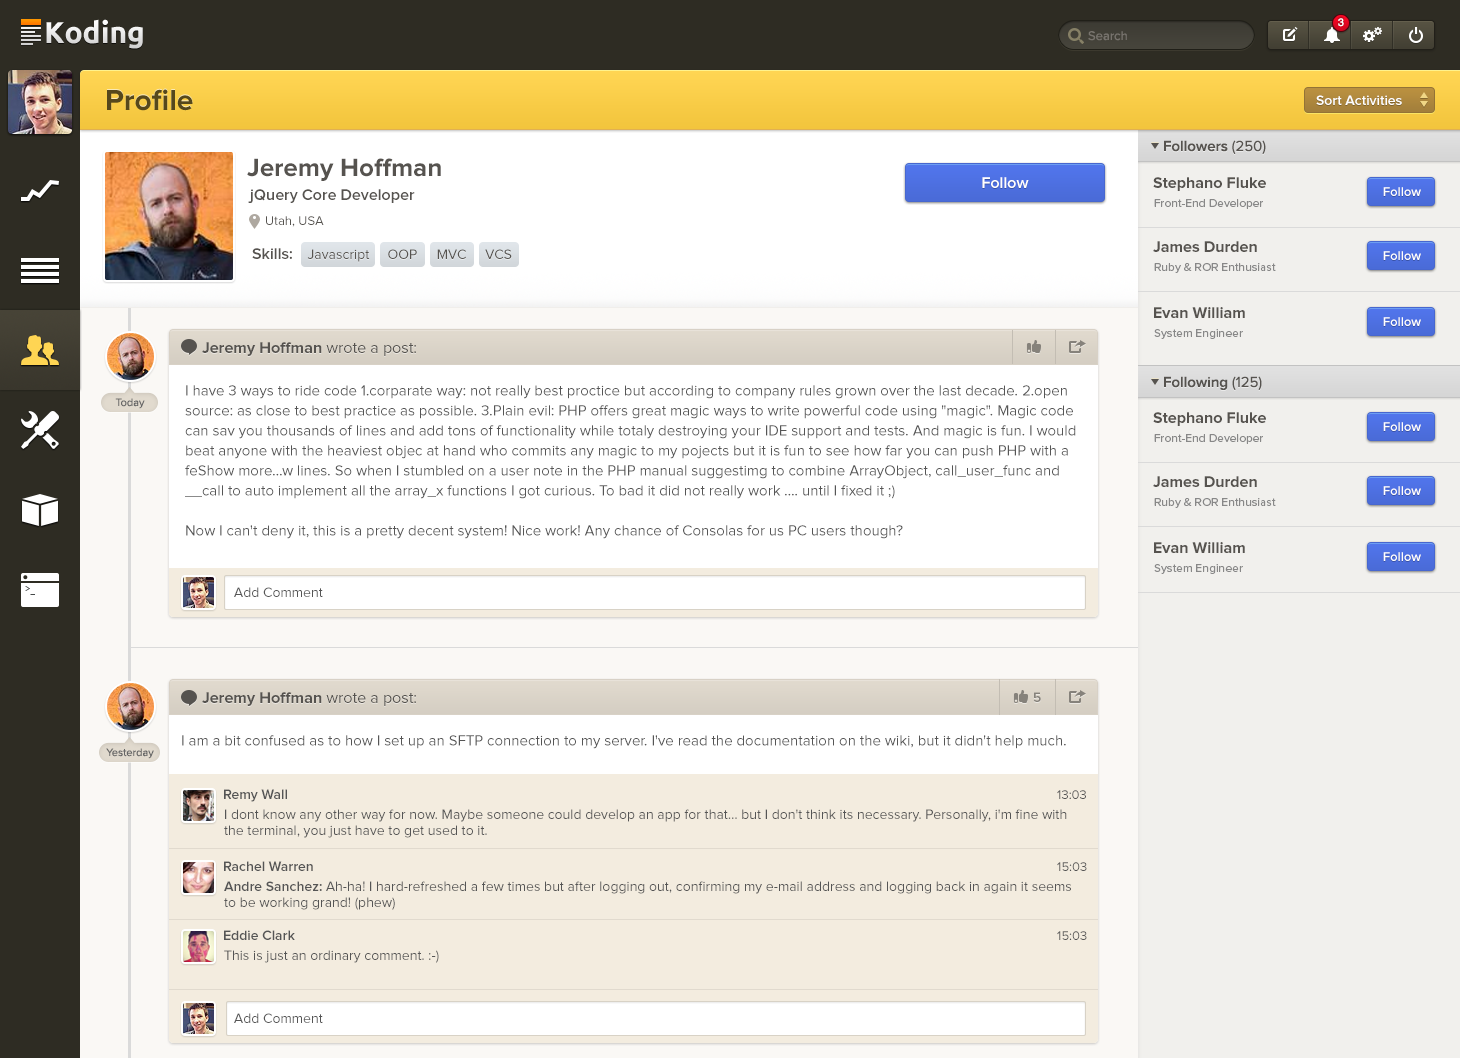 Koding
Search
3
Profile
Sort Activities
Jeremy Hoffman
jQuery Core Developer
Utah, USA
Skills: Javascript OOP MVC VCS
Follow
Followers (250)
Stephano Fluke
Front-End Developer
Follow
James Durden
Ruby & ROR Enthusiast
Follow
Evan William
System Engineer
Follow
Following (125)
Stephano Fluke
Front-End Developer
Follow
James Durden
Ruby & ROR Enthusiast
Follow
Evan William
System Engineer
Follow
Today
Jeremy Hoffman wrote a post:
I have 3 ways to ride code 1.corparate way: not really best proctice but according to company rules grown over the last decade. 2.open
source: as close to best practice as possible. 3.Plain evil: PHP offers great magic ways to write powerful code using "magic". Magic code
can sav you thousands of lines and add tons of functionality while totaly destroying your IDE support and tests. And magic is fun. I would
beat anyone with the heaviest objec at hand who commits any magic to my pojects but it is fun to see how far you can push PHP with a
feShow more...w lines. So when I stumbled on a user note in the PHP manual suggestimg to combine ArrayObject, call_user_func and
__call to auto implement all the array_x functions I got curious. To bad it did not really work .... until I fixed it ;)
Now I can't deny it, this is a pretty decent system! Nice work! Any chance of Consolas for us PC users though?
Add Comment
Yesterday
Jeremy Hoffman wrote a post:
5
I am a bit confused as to how I set up an SFTP connection to my server. I've read the documentation on the wiki, but it didn't help much.
Remy Wall 13:03
I dont know any other way for now. Maybe someone could develop an app for that... but I don't think its necessary. Personally, i'm fine with
the terminal, you just have to get used to it.
Rachel Warren 15:03
Andre Sanchez: Ah-ha! I hard-refreshed a few times but after logging out, confirming my e-mail address and logging back in again it seems
to be working grand! (phew)
Eddie Clark 15:03
This is just an ordinary comment. :-)
Add Comment